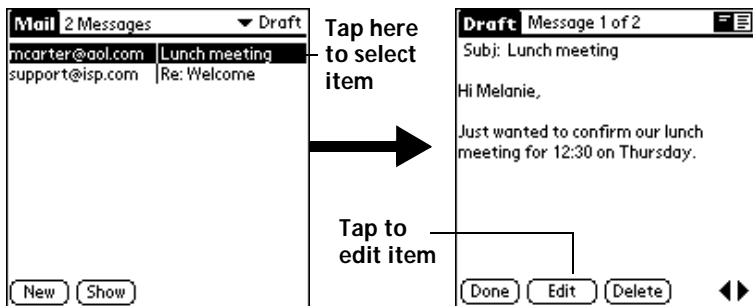 Mail 2 Messages Draft
mcarter@aol.com Lunch meeting
support@isp.com Re: Welcome
New Show
Tap here
to select
item
Tap to
edit item
Draft Message 1 of 2
Subj: Lunch meeting
Hi Melanie,
Just wanted to confirm our lunch
meeting for 12:30 on Thursday.
Done Edit Delete